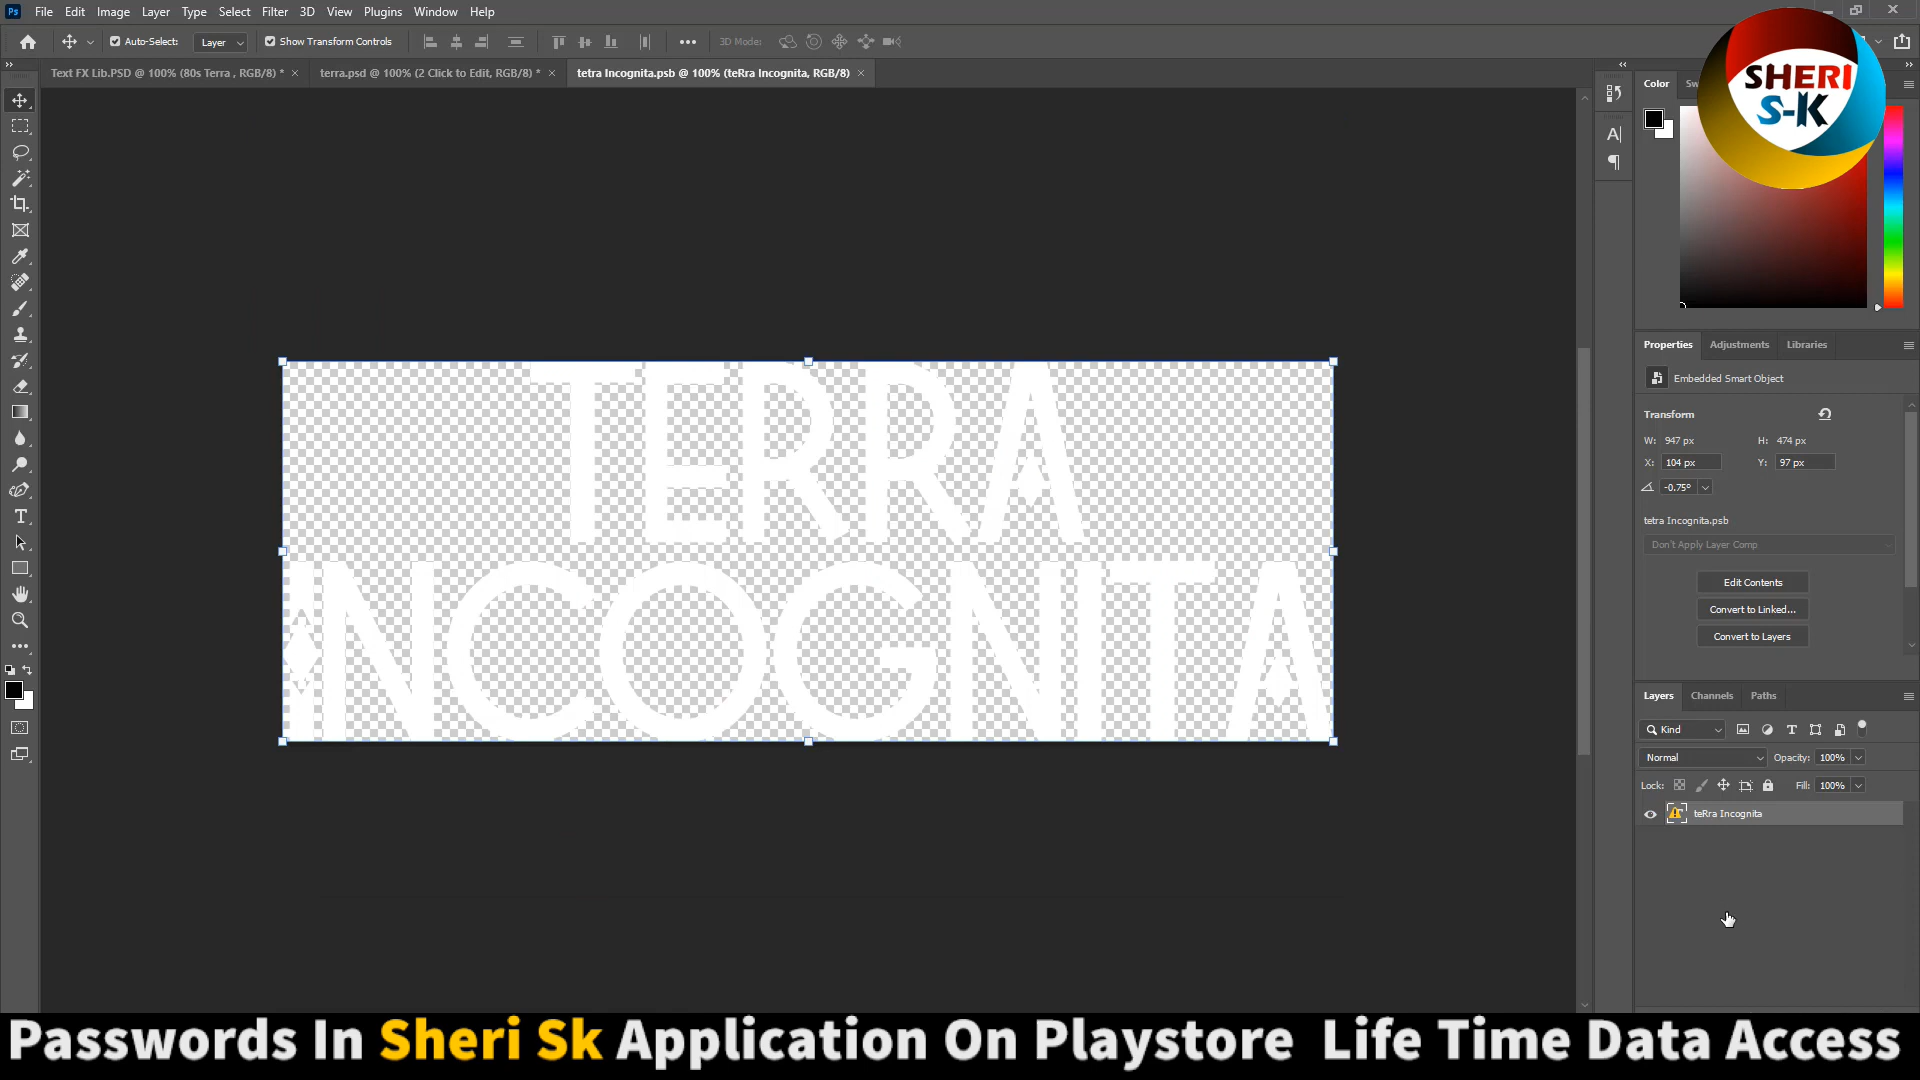 Ps File Edit Image Layer Type Select Filter 3D View Plugins Window Help
Auto-Select: Layer Show Transform Controls 3D Mode:
Text FX Lib.PSD @ 100% (80s Terra , RGB/8) * terra.psd @ 100% (2 Click to Edit, RGB/8) * tetra Incognita.psb @ 100% (teRra Incognita, RGB/8)
Color
SHERI
S-K
TERRA
INCOGNITA
Properties Adjustments Libraries
Embedded Smart Object
Transform
W: 947 px H: 474 px
X: 104 px Y: 97 px
-0.75°
tetra Incognita.psb
Don't Apply Layer Comp
Edit Contents
Convert to Linked...
Convert to Layers
Layers Channels Paths
Kind
Normal Opacity: 100%
Lock: Fill: 100%
teRra Incognita
Passwords In Sheri Sk Application On Playstore Life Time Data Access